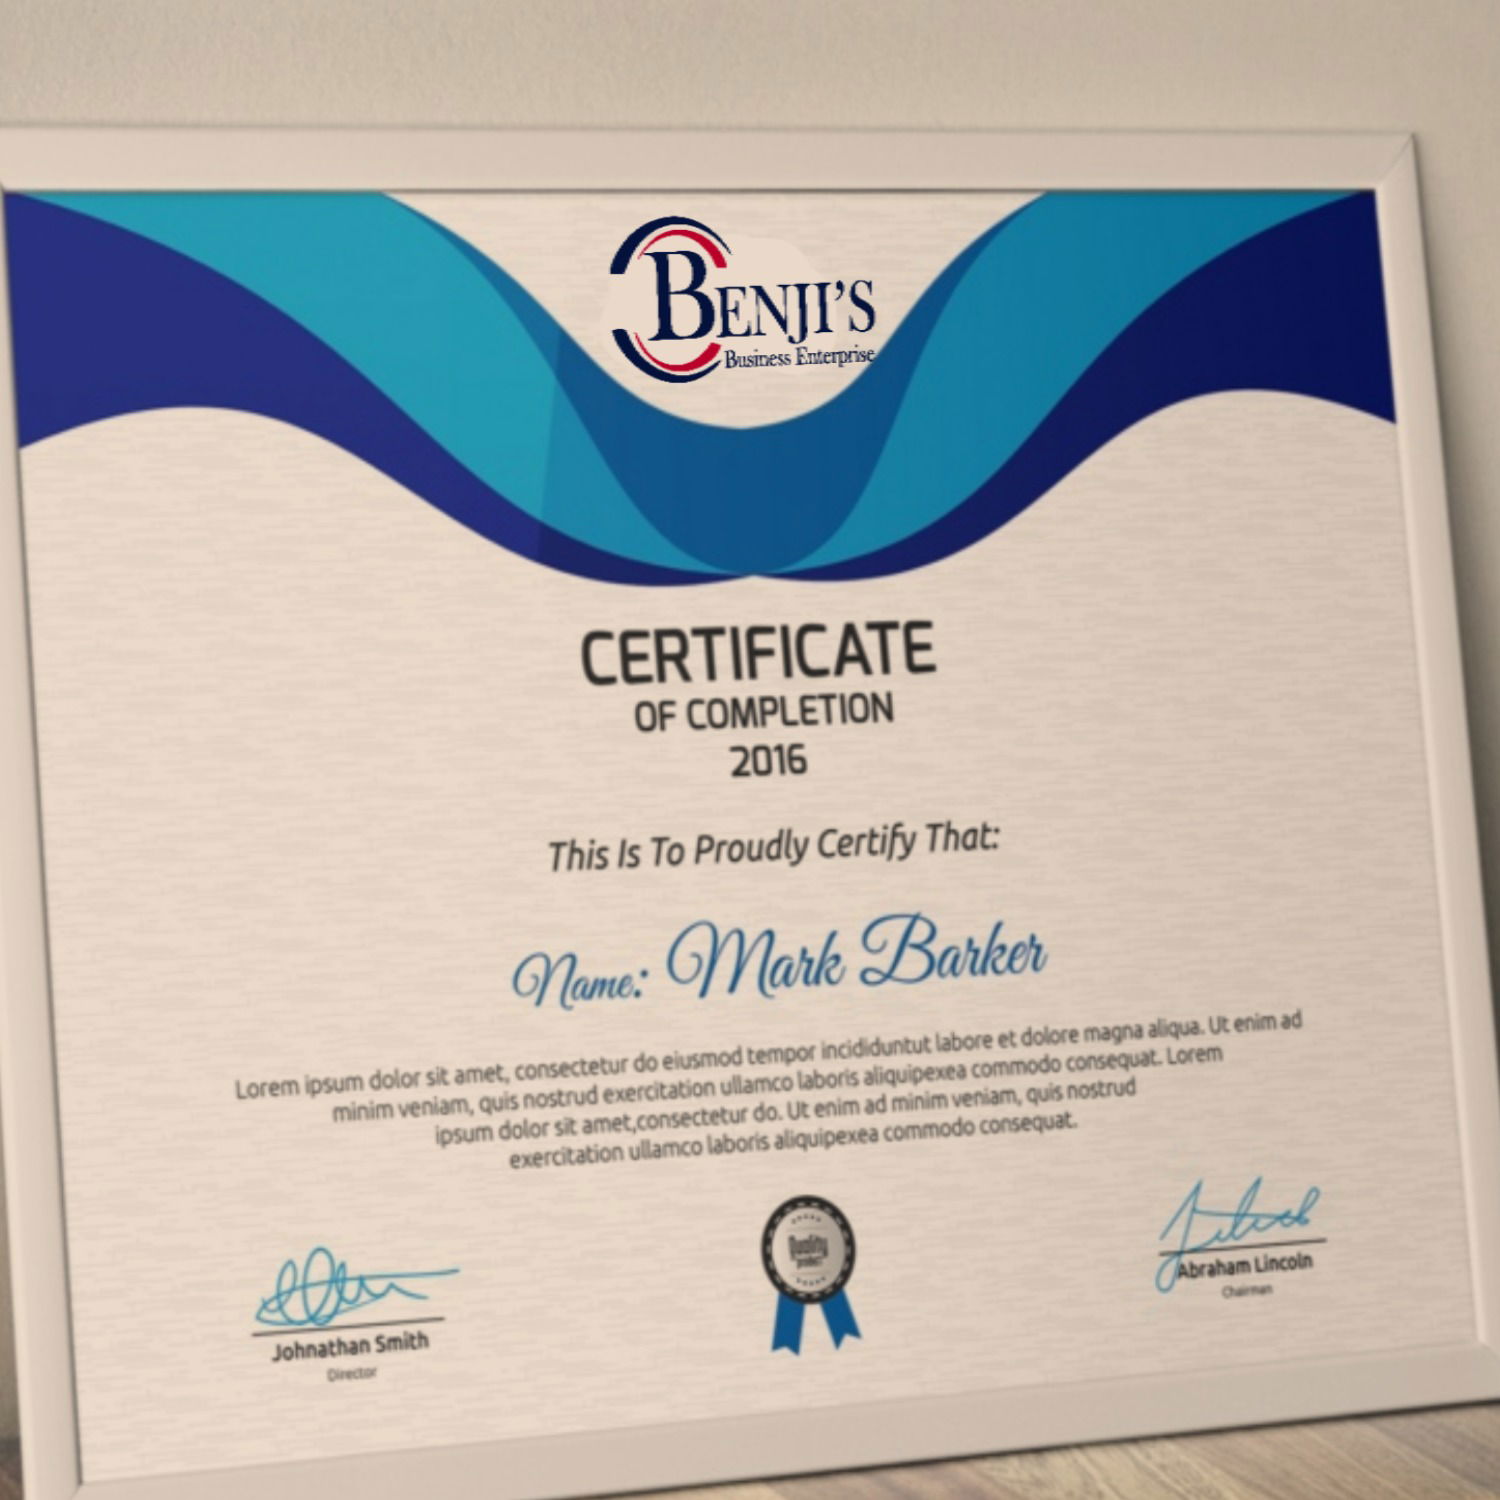 BENJI'S
Business Enterprise
CERTIFICATE
OF COMPLETION
2016
This Is To Proudly Certify That:
Name: Mark Barker
Lorem ipsum dolor sit amet, consectetur do eiusmod tempor incididuntut labore et dolore magna aliqua. Ut enim ad
minim veniam, quis nostrud exercitation ullamco laboris aliquipexea commodo consequat. Lorem
ipsum dolor sit amet,consectetur do. Ut enim ad minim veniam, quis nostrud
exercitation ullamco laboris aliquipexea commodo consequat.
Quality
product
Johnathan Smith
Director
Abraham Lincoln
Chairman